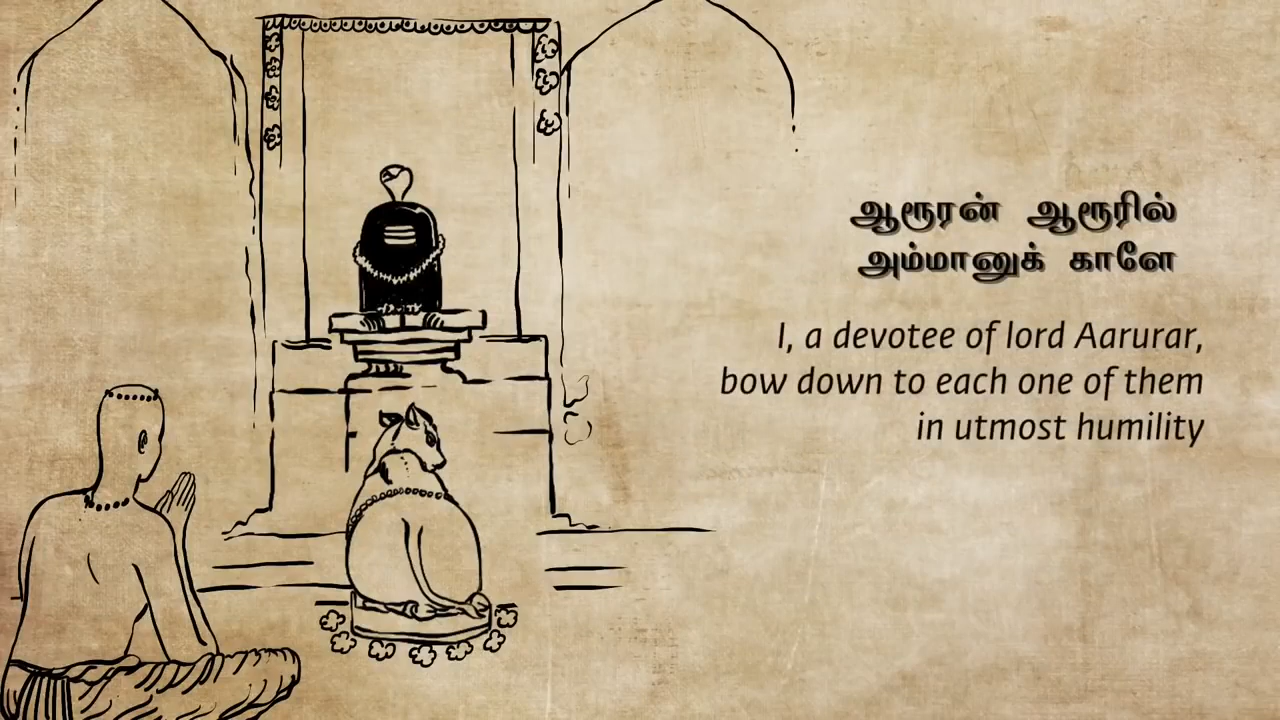 ஆரூரன் ஆரூரில்
அம்மானுக் காளே
I, a devotee of lord Aarurar,
bow down to each one of them
in utmost humility